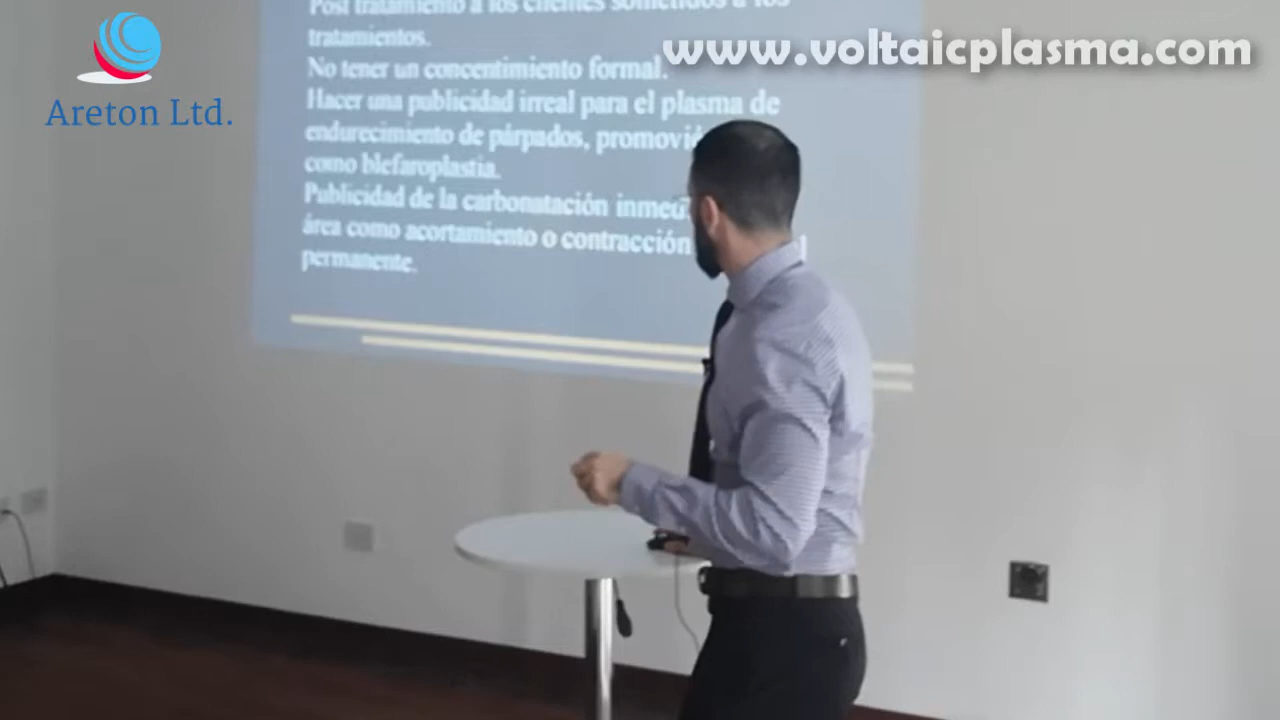 Post tratamiento a los clientes sometidos a los
tratamientos.
No tener un concentimiento formal.
Hacer una publicidad irreal para el plasma de
endurecimiento de párpados,
como blefaroplastia.
Publicidad de la carbonatación
área como acortamiento o contracción
permanente.
www.voltaicplasma.com
Areton Ltd.